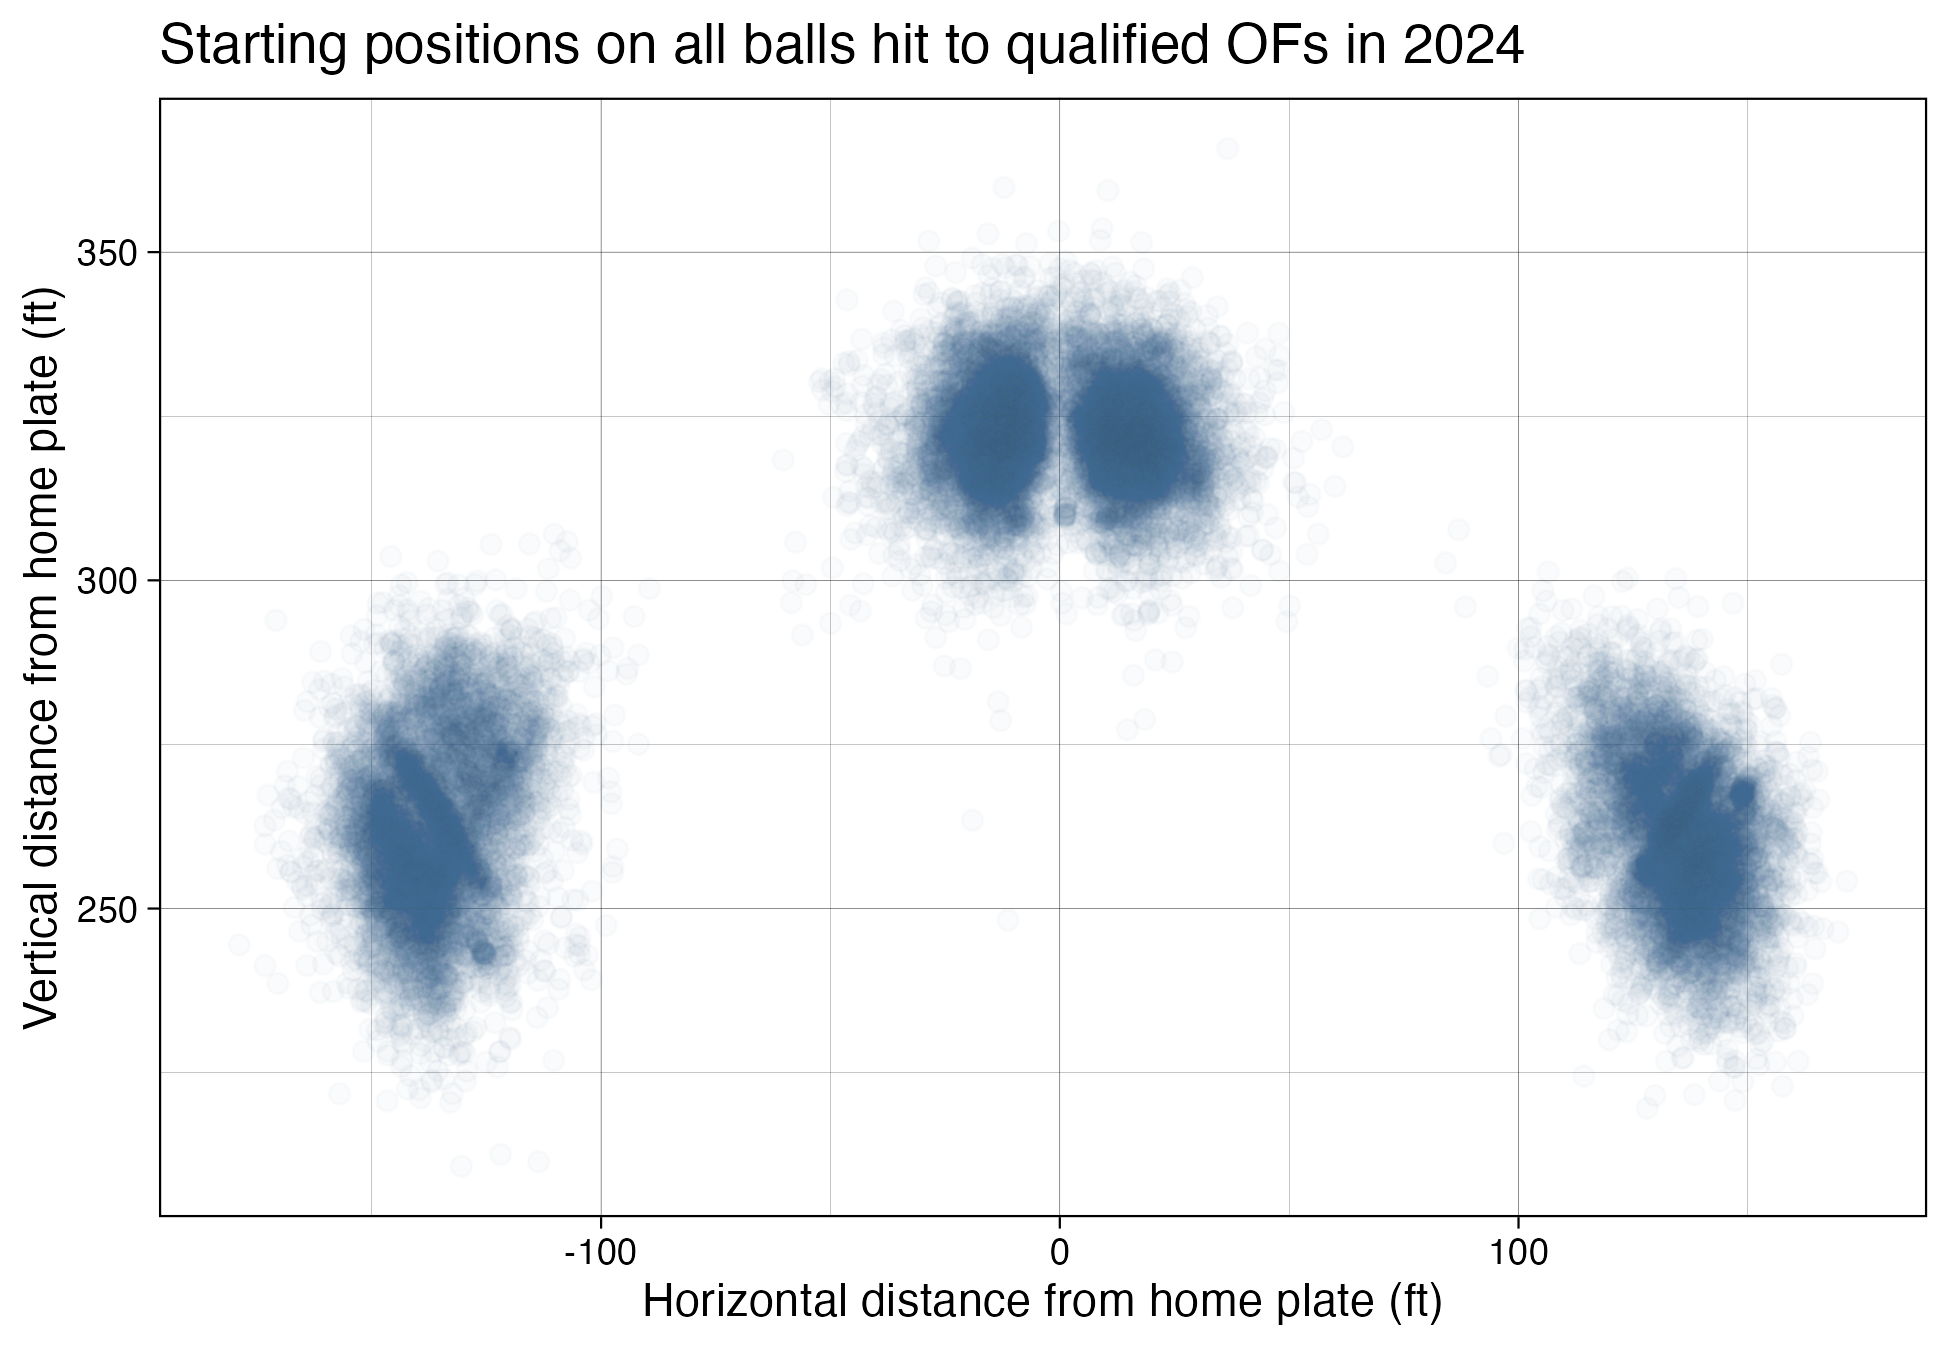 Starting positions on all balls hit to qualified OFs in 2024
Vertical distance from home plate (ft)
350
300
250
-100
0
100
Horizontal distance from home plate (ft)